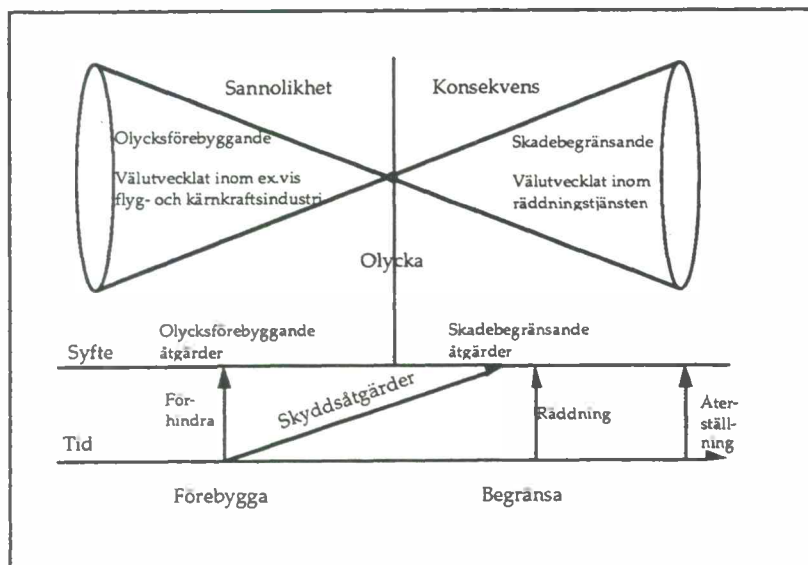 Sannolikhet
Konsekvens
Olycksförebyggande
Välutvecklat inom ex.vis
flyg- och kärnkraftsindustri
Skadebegränsande
Välutvecklat inom
räddningstjänsten
Olycka
Syfte
Olycksförebyggande
åtgärder
Skadebegränsande
åtgärder
För-
hindra
Skyddsåtgärder
Räddning
Åter-
ställ-
ning
Tid
Förebygga
Begränsa